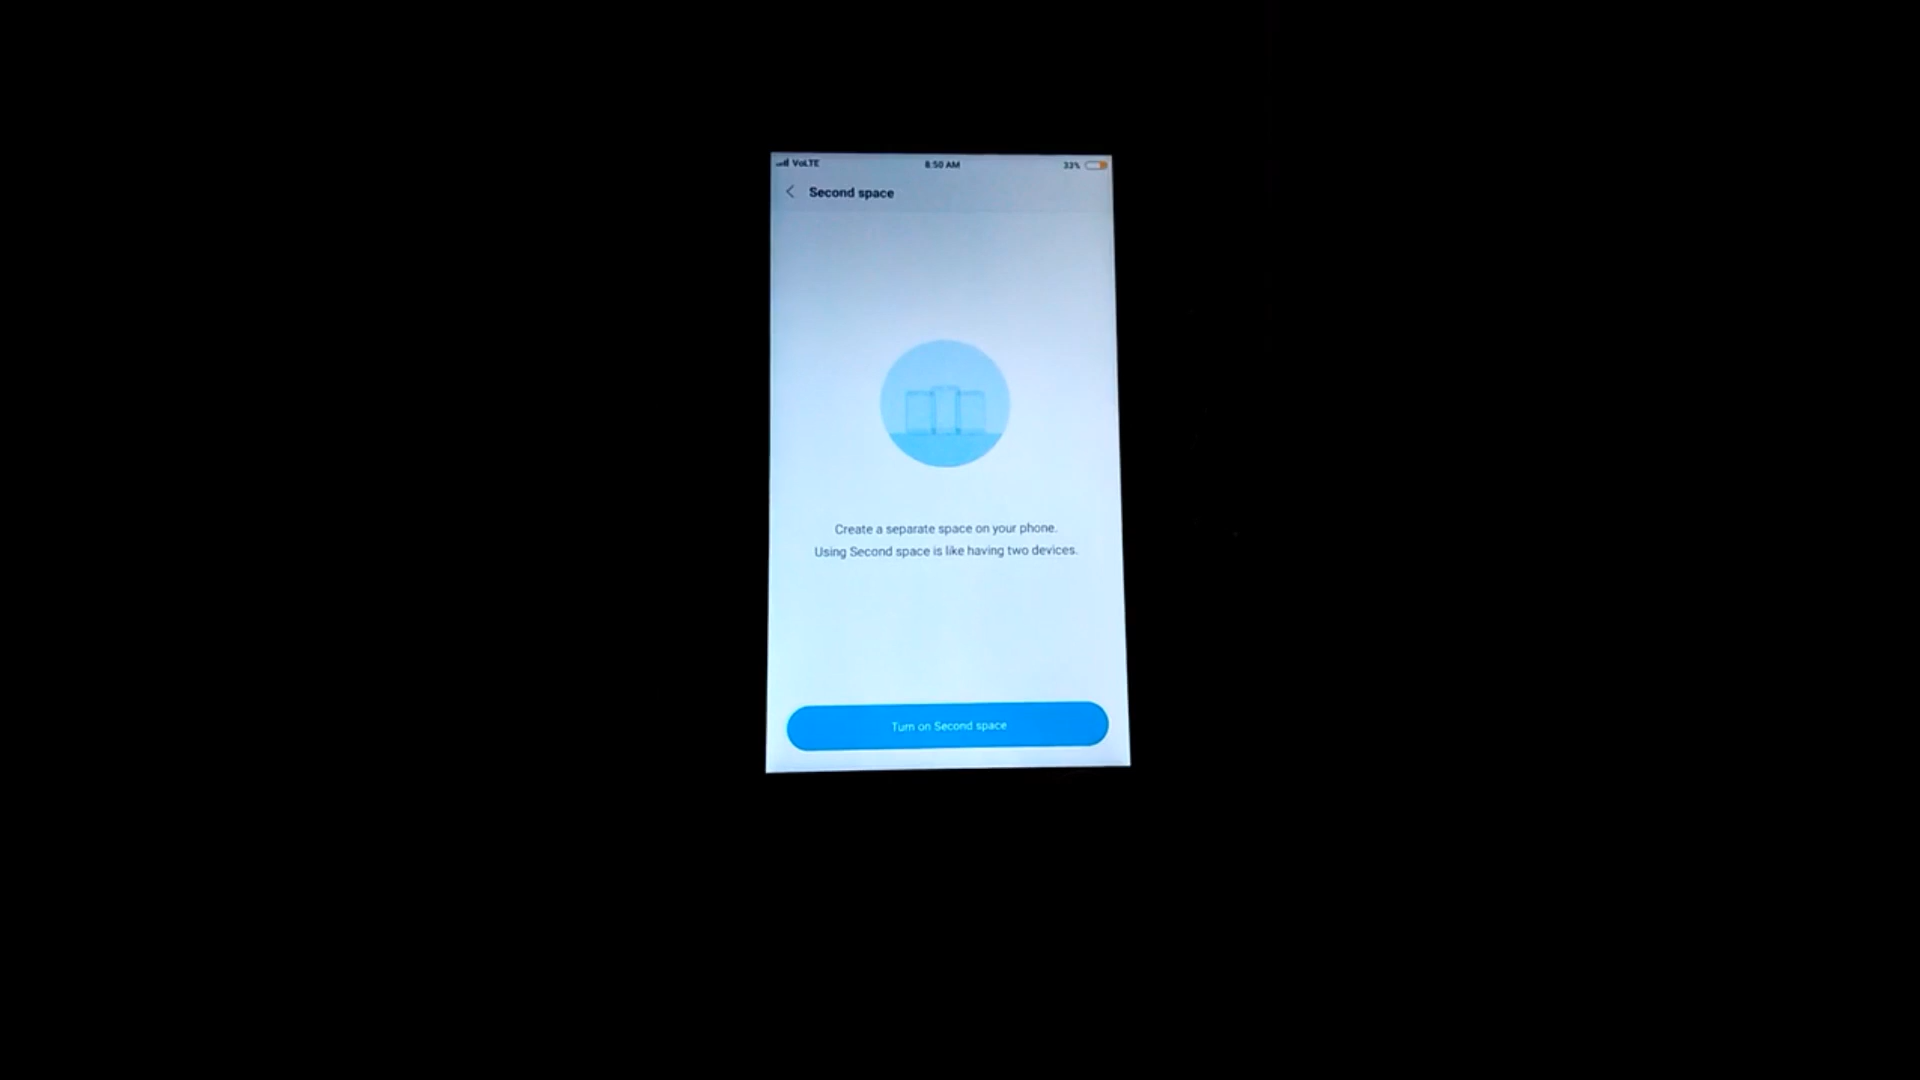 VoLTE 8:50 AM 33%
Second space
Create a separate space on your phone.
Using Second space is like having two devices.
Turn on Second space